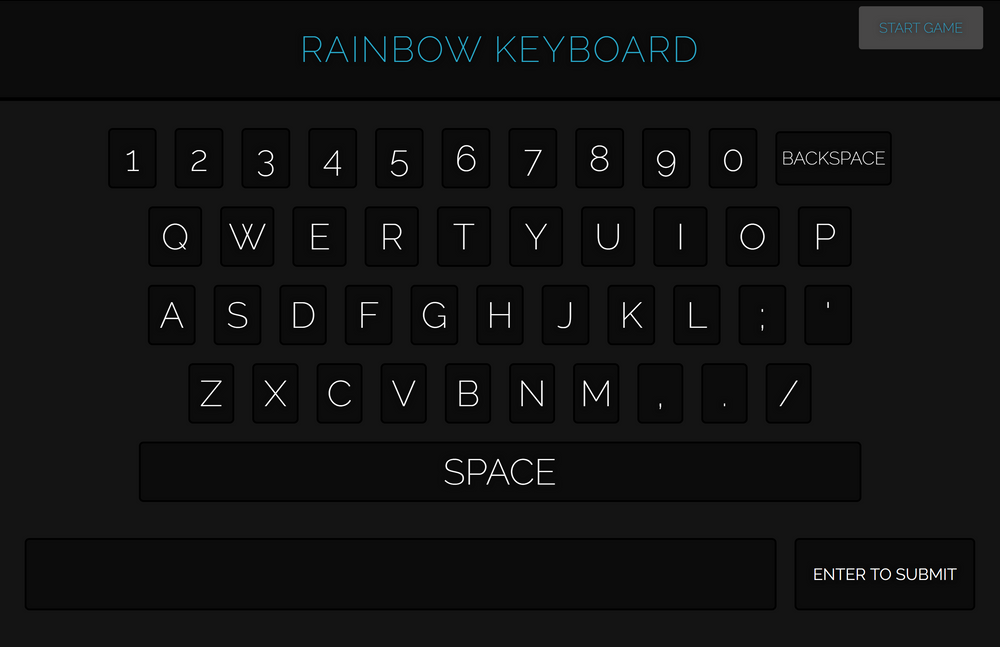 START GAME
RAINBOW KEYBOARD
1 2 3 4 5 6 7 8 9 0 BACKSPACE
Q W E R T Y U I O P
A S D F G H J K L ; '
Z X C V B N M , . /
SPACE
ENTER TO SUBMIT